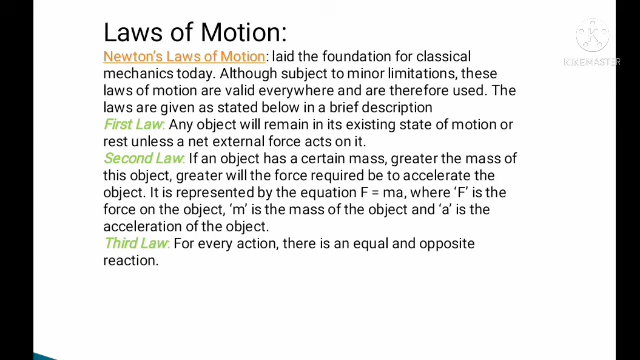 Laws of Motion:
Newton's Laws of Motion: laid the foundation for classical
mechanics today. Although subject to minor limitations, these
laws of motion are valid everywhere and are therefore used. The
laws are given as stated below in a brief description
First Law: Any object will remain in its existing state of motion or
rest unless a net external force acts on it.
Second Law: If an object has a certain mass, greater the mass of
this object, greater will the force required be to accelerate the
object. It is represented by the equation F = ma, where ‘F’ is the
force on the object, ‘m’ is the mass of the object and ‘a’ is the
acceleration of the object.
Third Law: For every action, there is an equal and opposite
reaction.
K
KINEMASTER